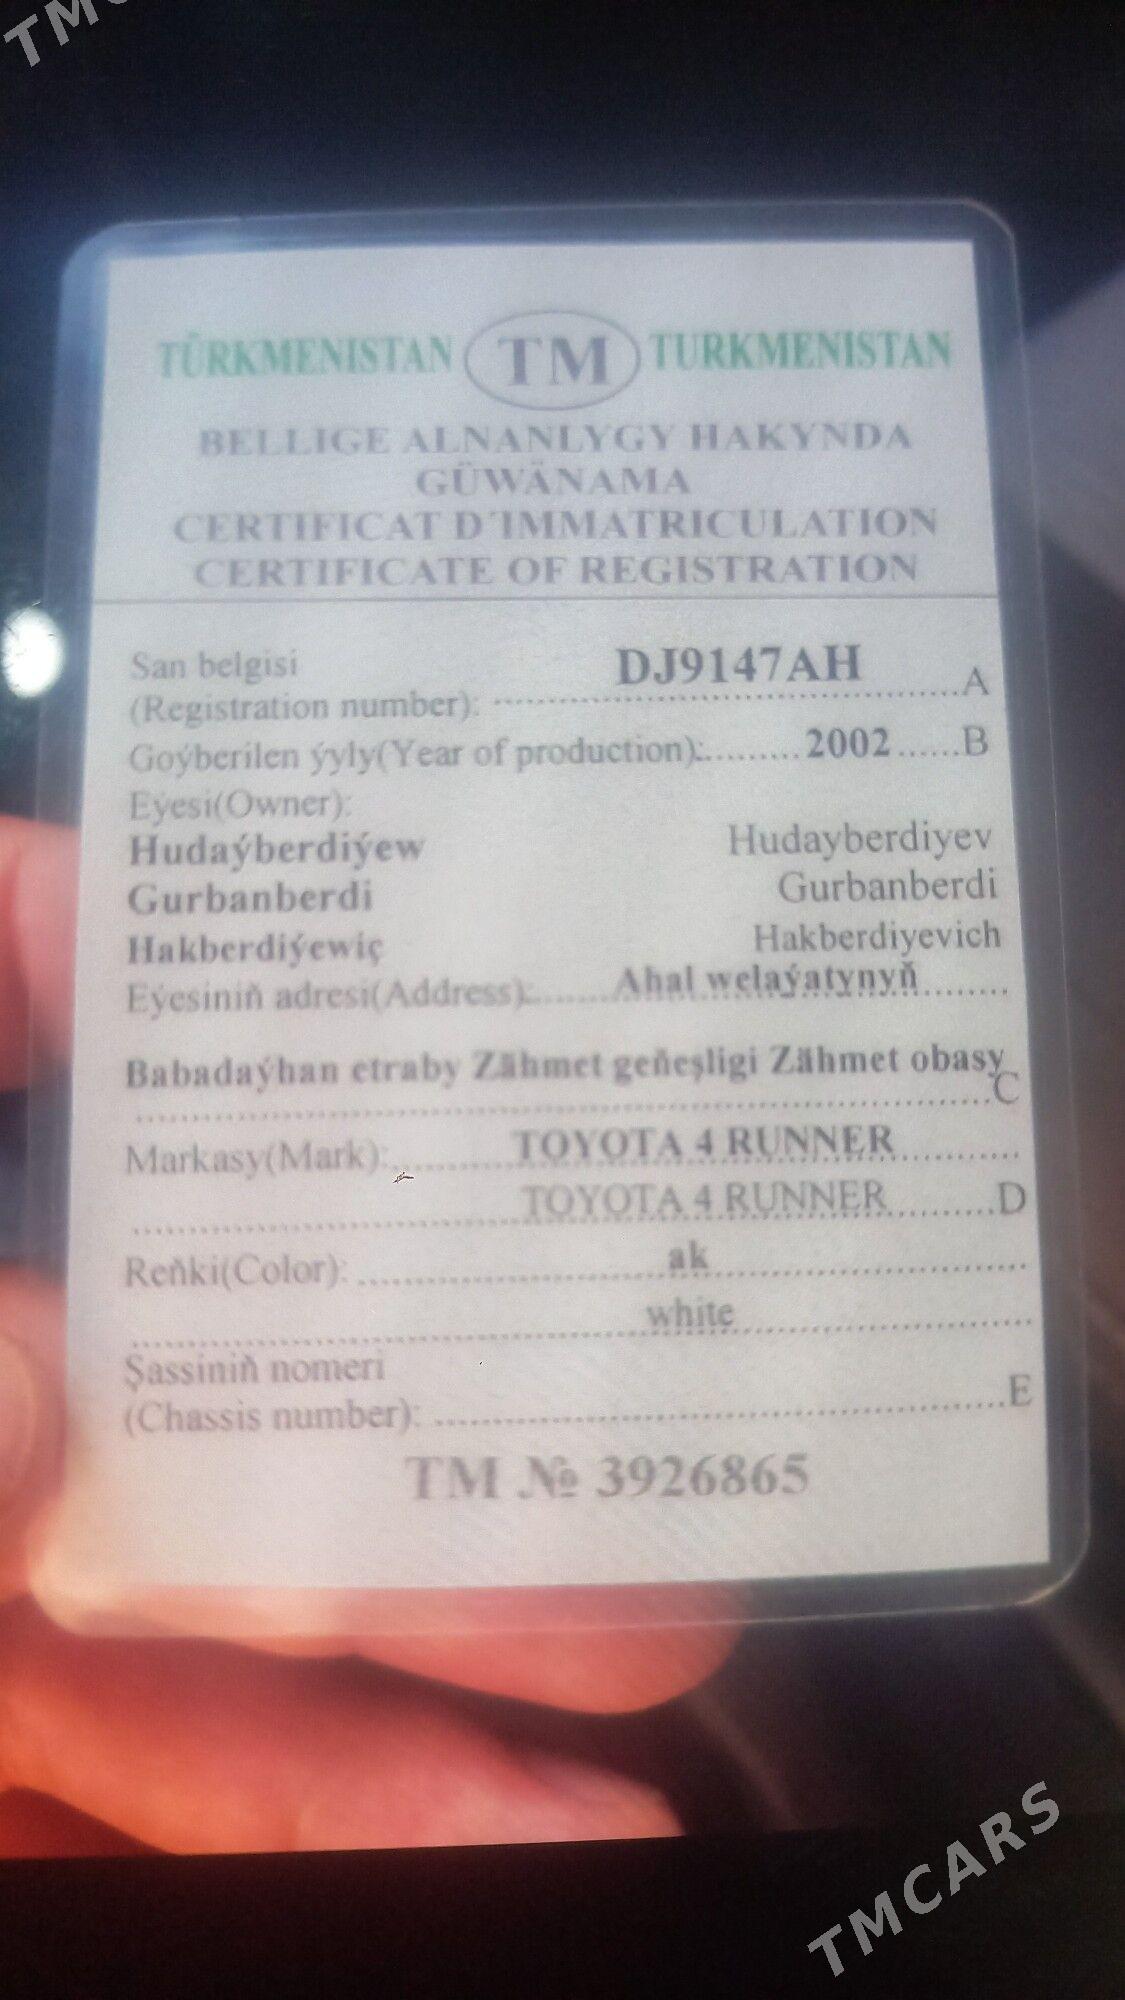 TMC
TÜRKMENISTAN TM TURKMENISTAN
BELLIGE ALNANLYGY HAKYNDA
GÜWÄNAMA
CERTIFICAT D'IMMATRICULATION
CERTIFICATE OF REGISTRATION
San belgisi DJ9147AH
(Registration number): A
Goýberilen ýyly(Year of production): 2002 B
Eýesi(Owner):
Hudaýberdiýew Hudayberdiyev
Gurbanberdi Gurbanberdi
Hakberdiýewiç Hakberdiyevich
Eýesiniň adresi(Address): Ahal welaýatynyň
Babadaýhan etraby Zähmet geňeşligi Zähmet obasy
C
Markasy(Mark): TOYOTA 4 RUNNER
TOYOTA 4 RUNNER D
Reňki(Color): ak
white
Şassiniň nomeri
(Chassis number): E
TM № 3926865
TMCARS